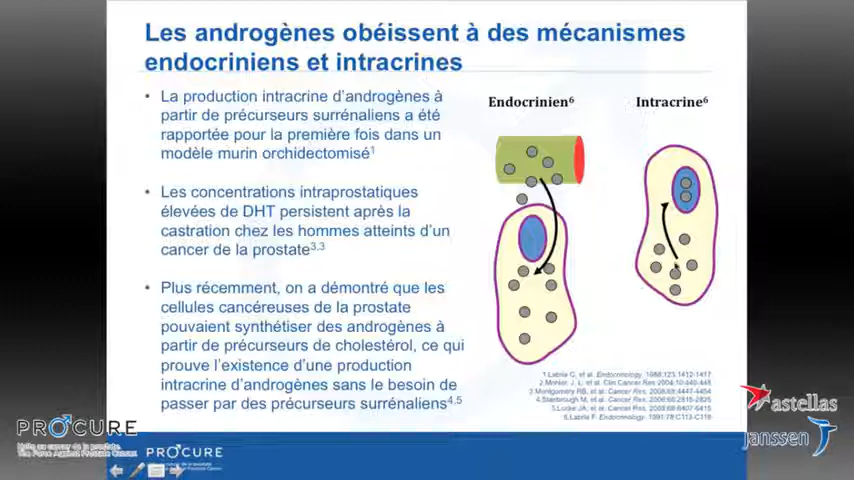 Les androgènes obéissent à des mécanismes
endocriniens et intracrines
• La production intracrine d'androgènes à
partir de précurseurs surrénaliens a été
rapportée pour la première fois dans un
modèle murin orchidectomisé1
• Les concentrations intraprostatiques
élevées de DHT persistent après la
castration chez les hommes atteints d'un
cancer de la prostate3,3
• Plus récemment, on a démontré que les
cellules cancéreuses de la prostate
pouvaient synthétiser des androgènes à
partir de précurseurs de cholestérol, ce qui
prouve l'existence d'une production
intracrine d'androgènes sans le besoin de
passer par des précurseurs surrénaliens4,5
Endocrinien6
Intracrine6
1.Labrie C, et al. Endocrinology. 1988;123:1412-1417
2.Mohler, J. L, et al. Clin Cancer Res 2004;10:440-448
3.Montgomery RB, et al. Cancer Res. 2008;68:4447-4454
4.Stanbrough M, et al. Cancer Res. 2006;66:2815-2825
5.Locke JA, et al. Cancer Res. 2008;68:6407-6415
6.Labrie F. Endocrinology. 1991;78:C113-C118
astellas
janssen
PROCURE
The Force Against Prostate Cancer
PROCURE